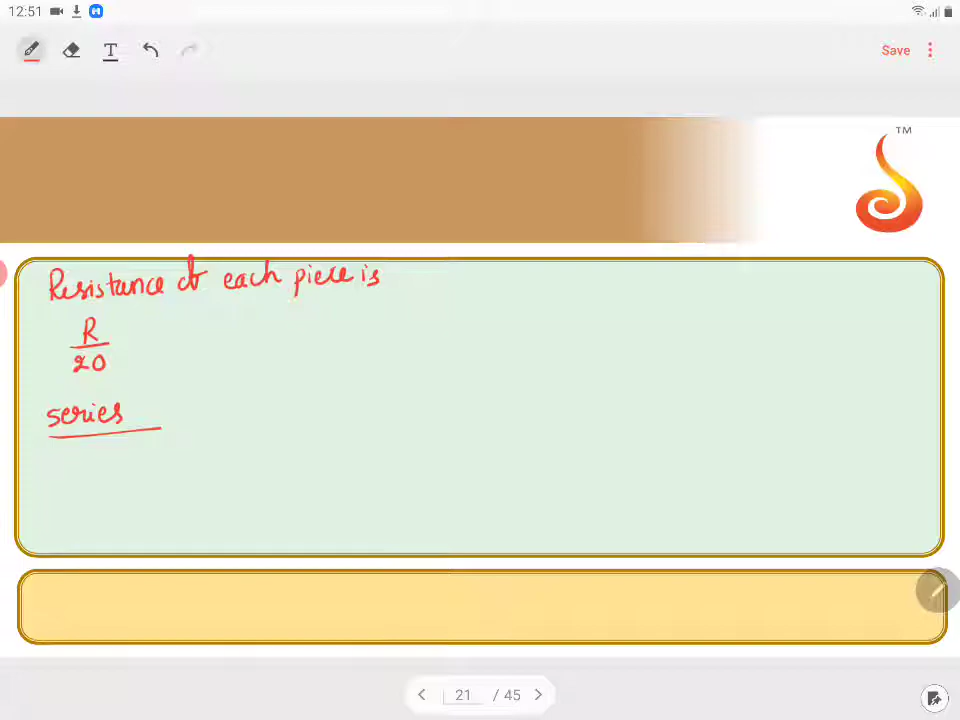 12:51
T
Save
TM
Resistance of each piece is
R
20
series
21 / 45